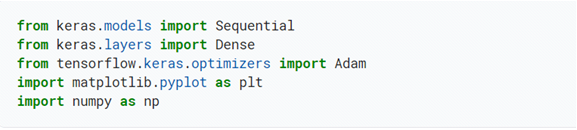 from keras.models import Sequential
from keras.layers import Dense
from tensorflow.keras.optimizers import Adam
import matplotlib.pyplot as plt
import numpy as np